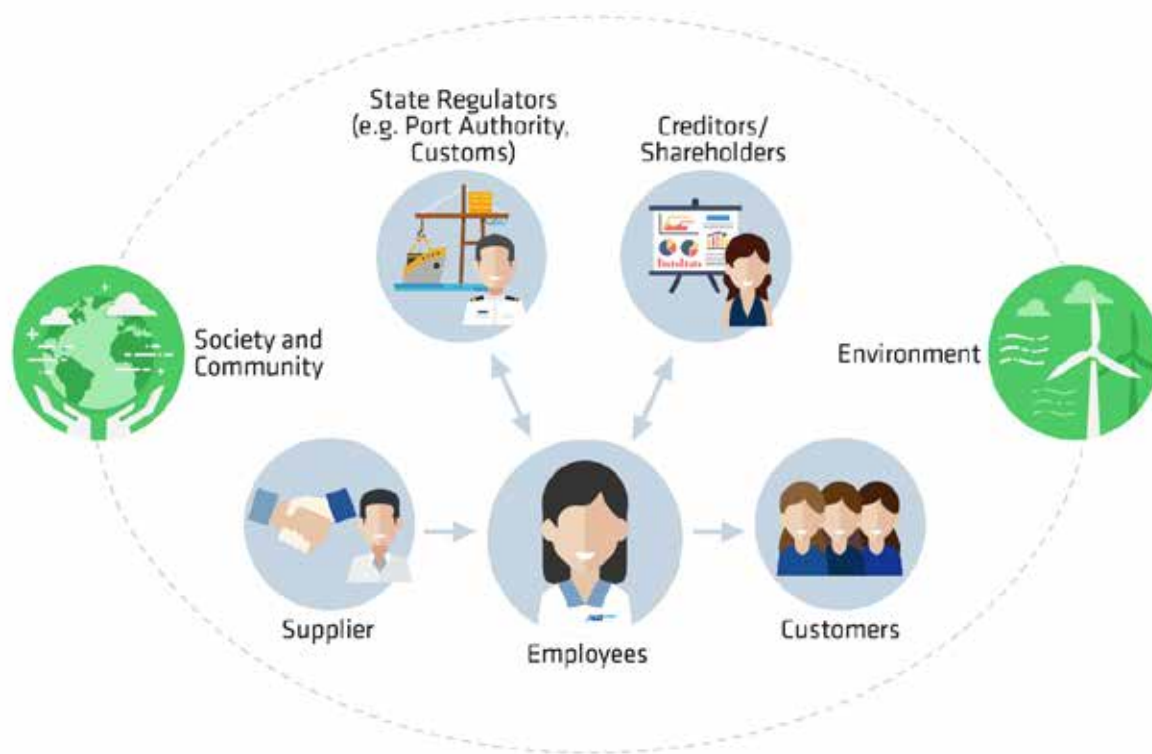 State Regulators
(e.g. Port Authority,
Customs)
Creditors/
Shareholders
Society and
Community
Environment
Supplier
Employees
Customers